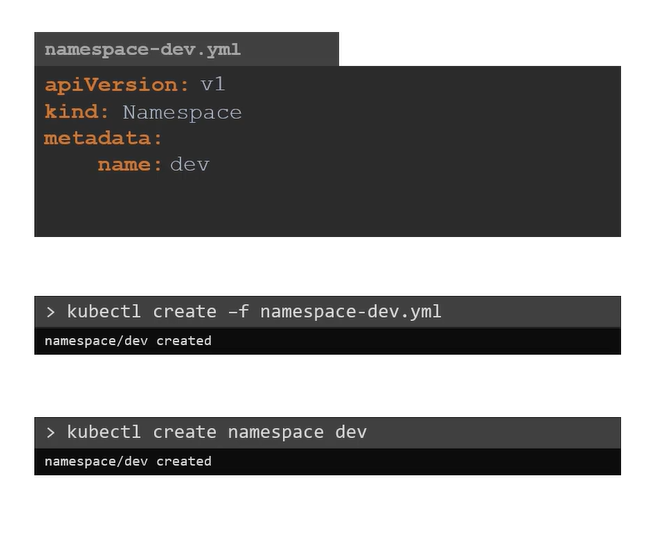 namespace-dev.yml
apiVersion: v1
kind: Namespace
metadata:
    name: dev
> kubectl create –f namespace-dev.yml
namespace/dev created
> kubectl create namespace dev
namespace/dev created